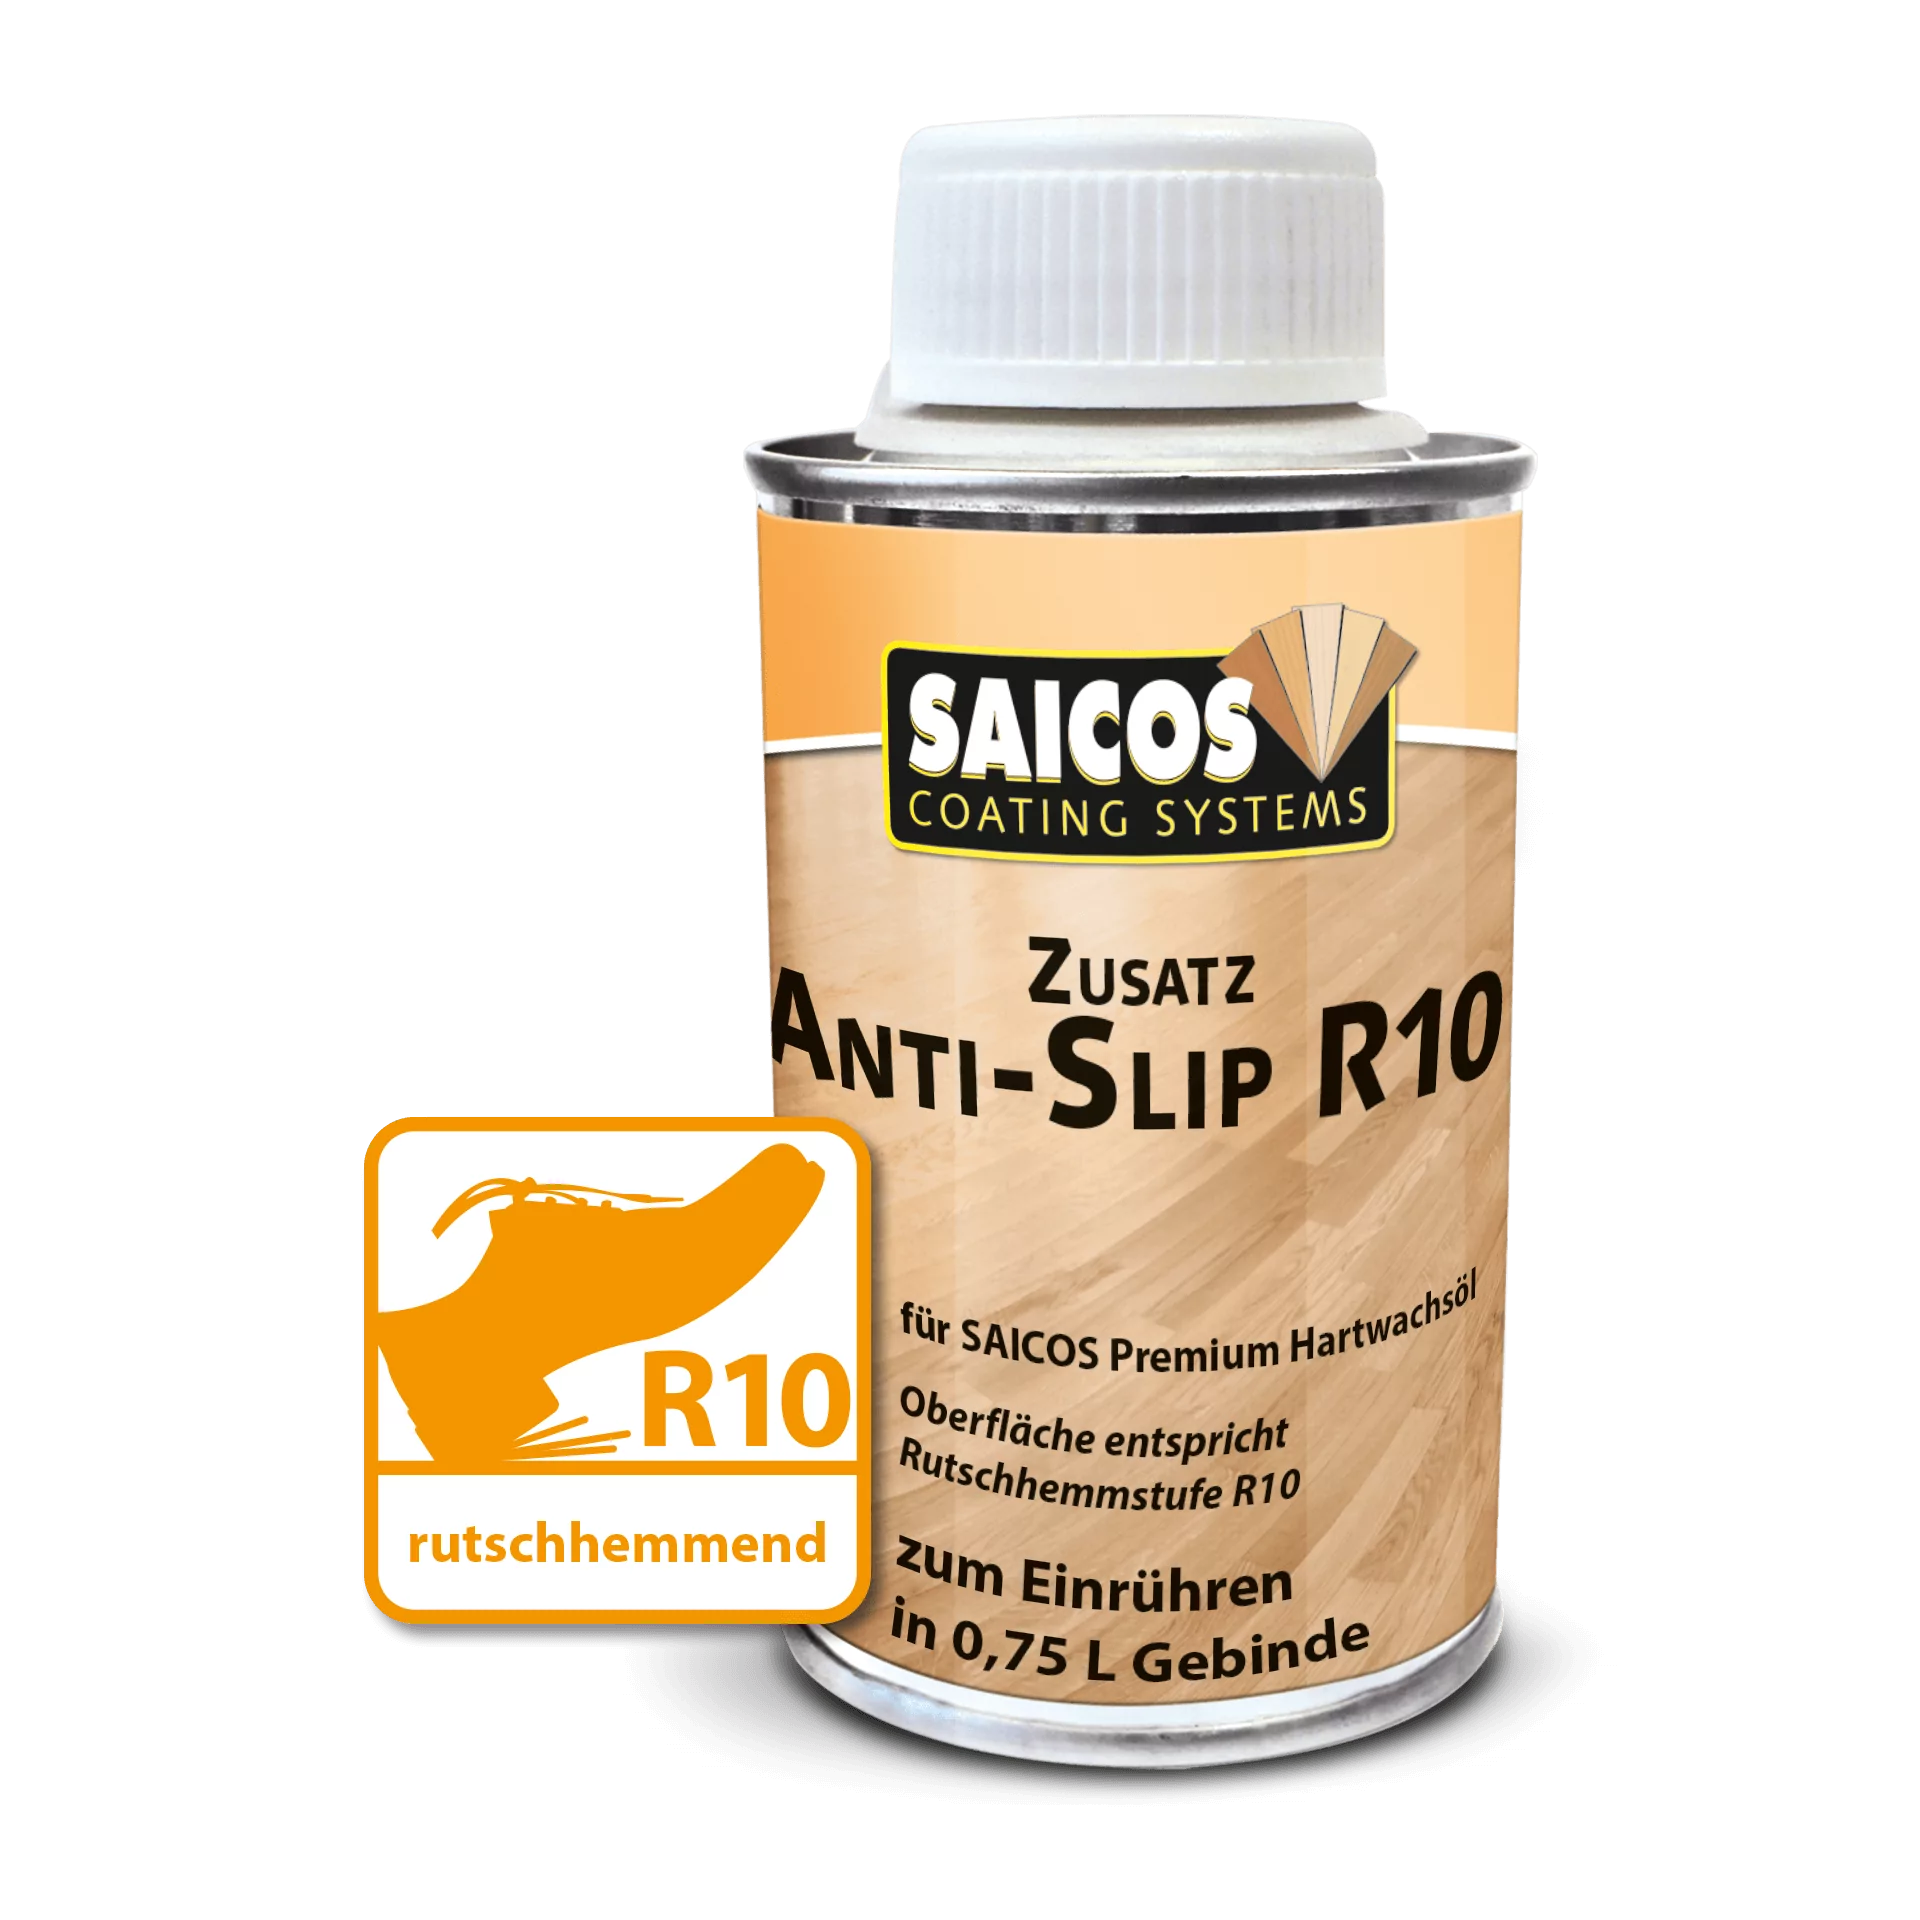 SAICOS
COATING SYSTEMS
ZUSATZ
ANTI-SLIP R10
für SAICOS Premium Hartwachsöl
Oberfläche entspricht
Rutschhemmstufe R10
zum Einrühren
in 0,75 L Gebinde
R10
rutschhemmend